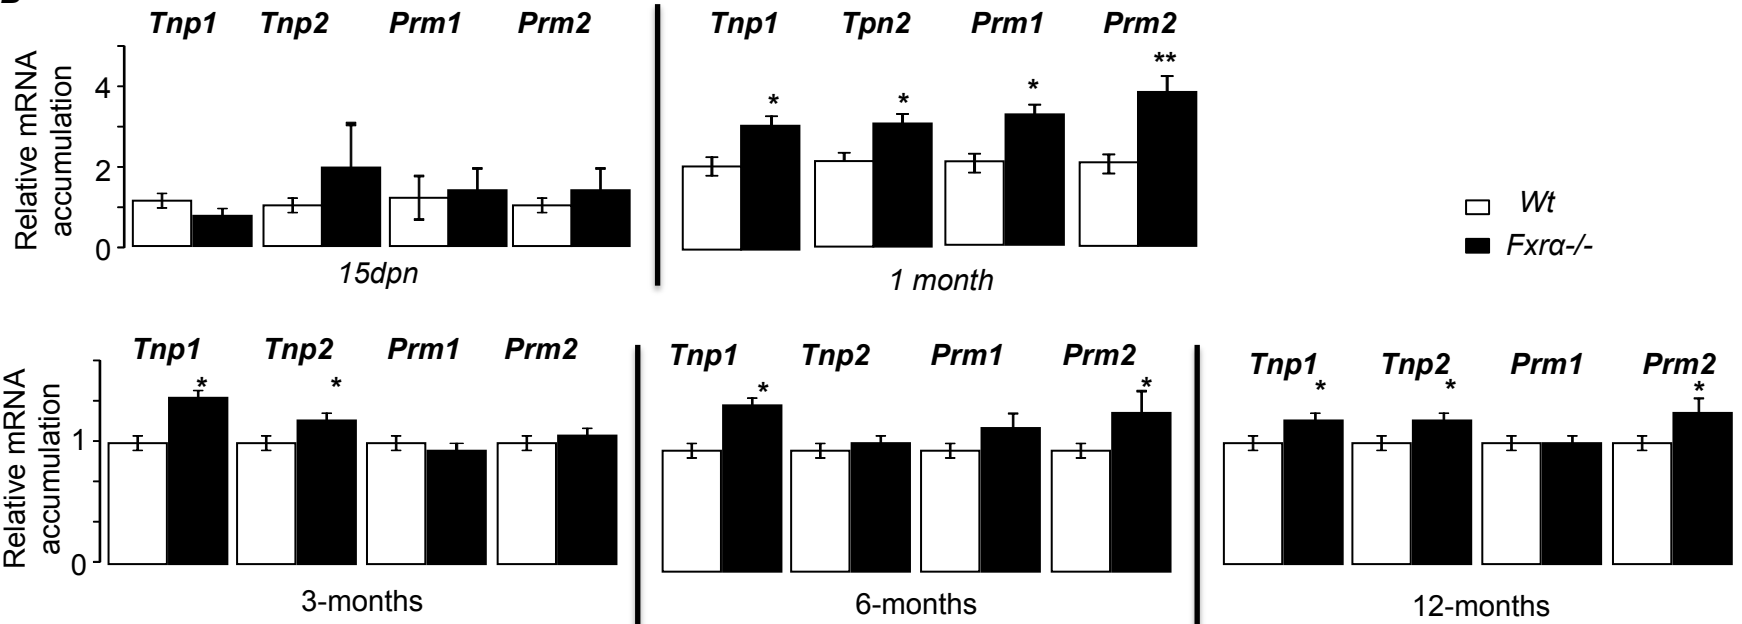 Tnp1 Tnp2 Prm1 Prm2
Tnp1 Tpn2 Prm1 Prm2
Relative mRNA
accumulation
4
2
0
* * * **
15dpn
1 month
Wt
Fxrα-/-
Tnp1 Tnp2 Prm1 Prm2
Tnp1 Tnp2 Prm1 Prm2
Tnp1 Tnp2 Prm1 Prm2
Relative mRNA
accumulation
1
0
* *
* *
* * *
3-months
6-months
12-months